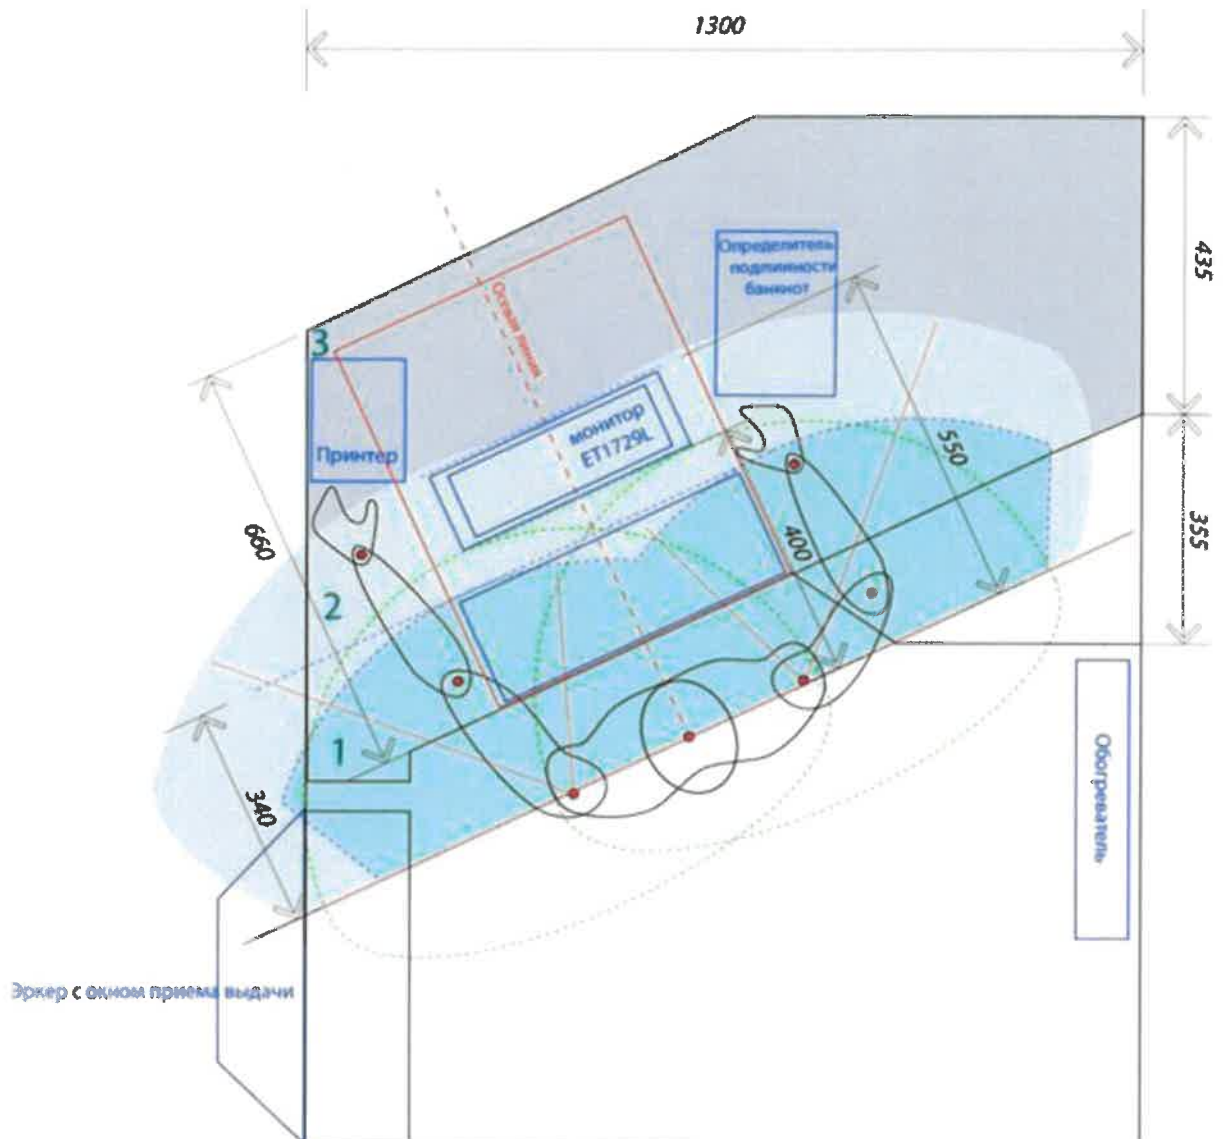 1300
435
Определитель
подлинности
банкнот
3
Осевая линия
монитор
ET1729L
Принтер
550
660
400
355
2
1
340
Обогреватель
Эркер с окном приема выдачи